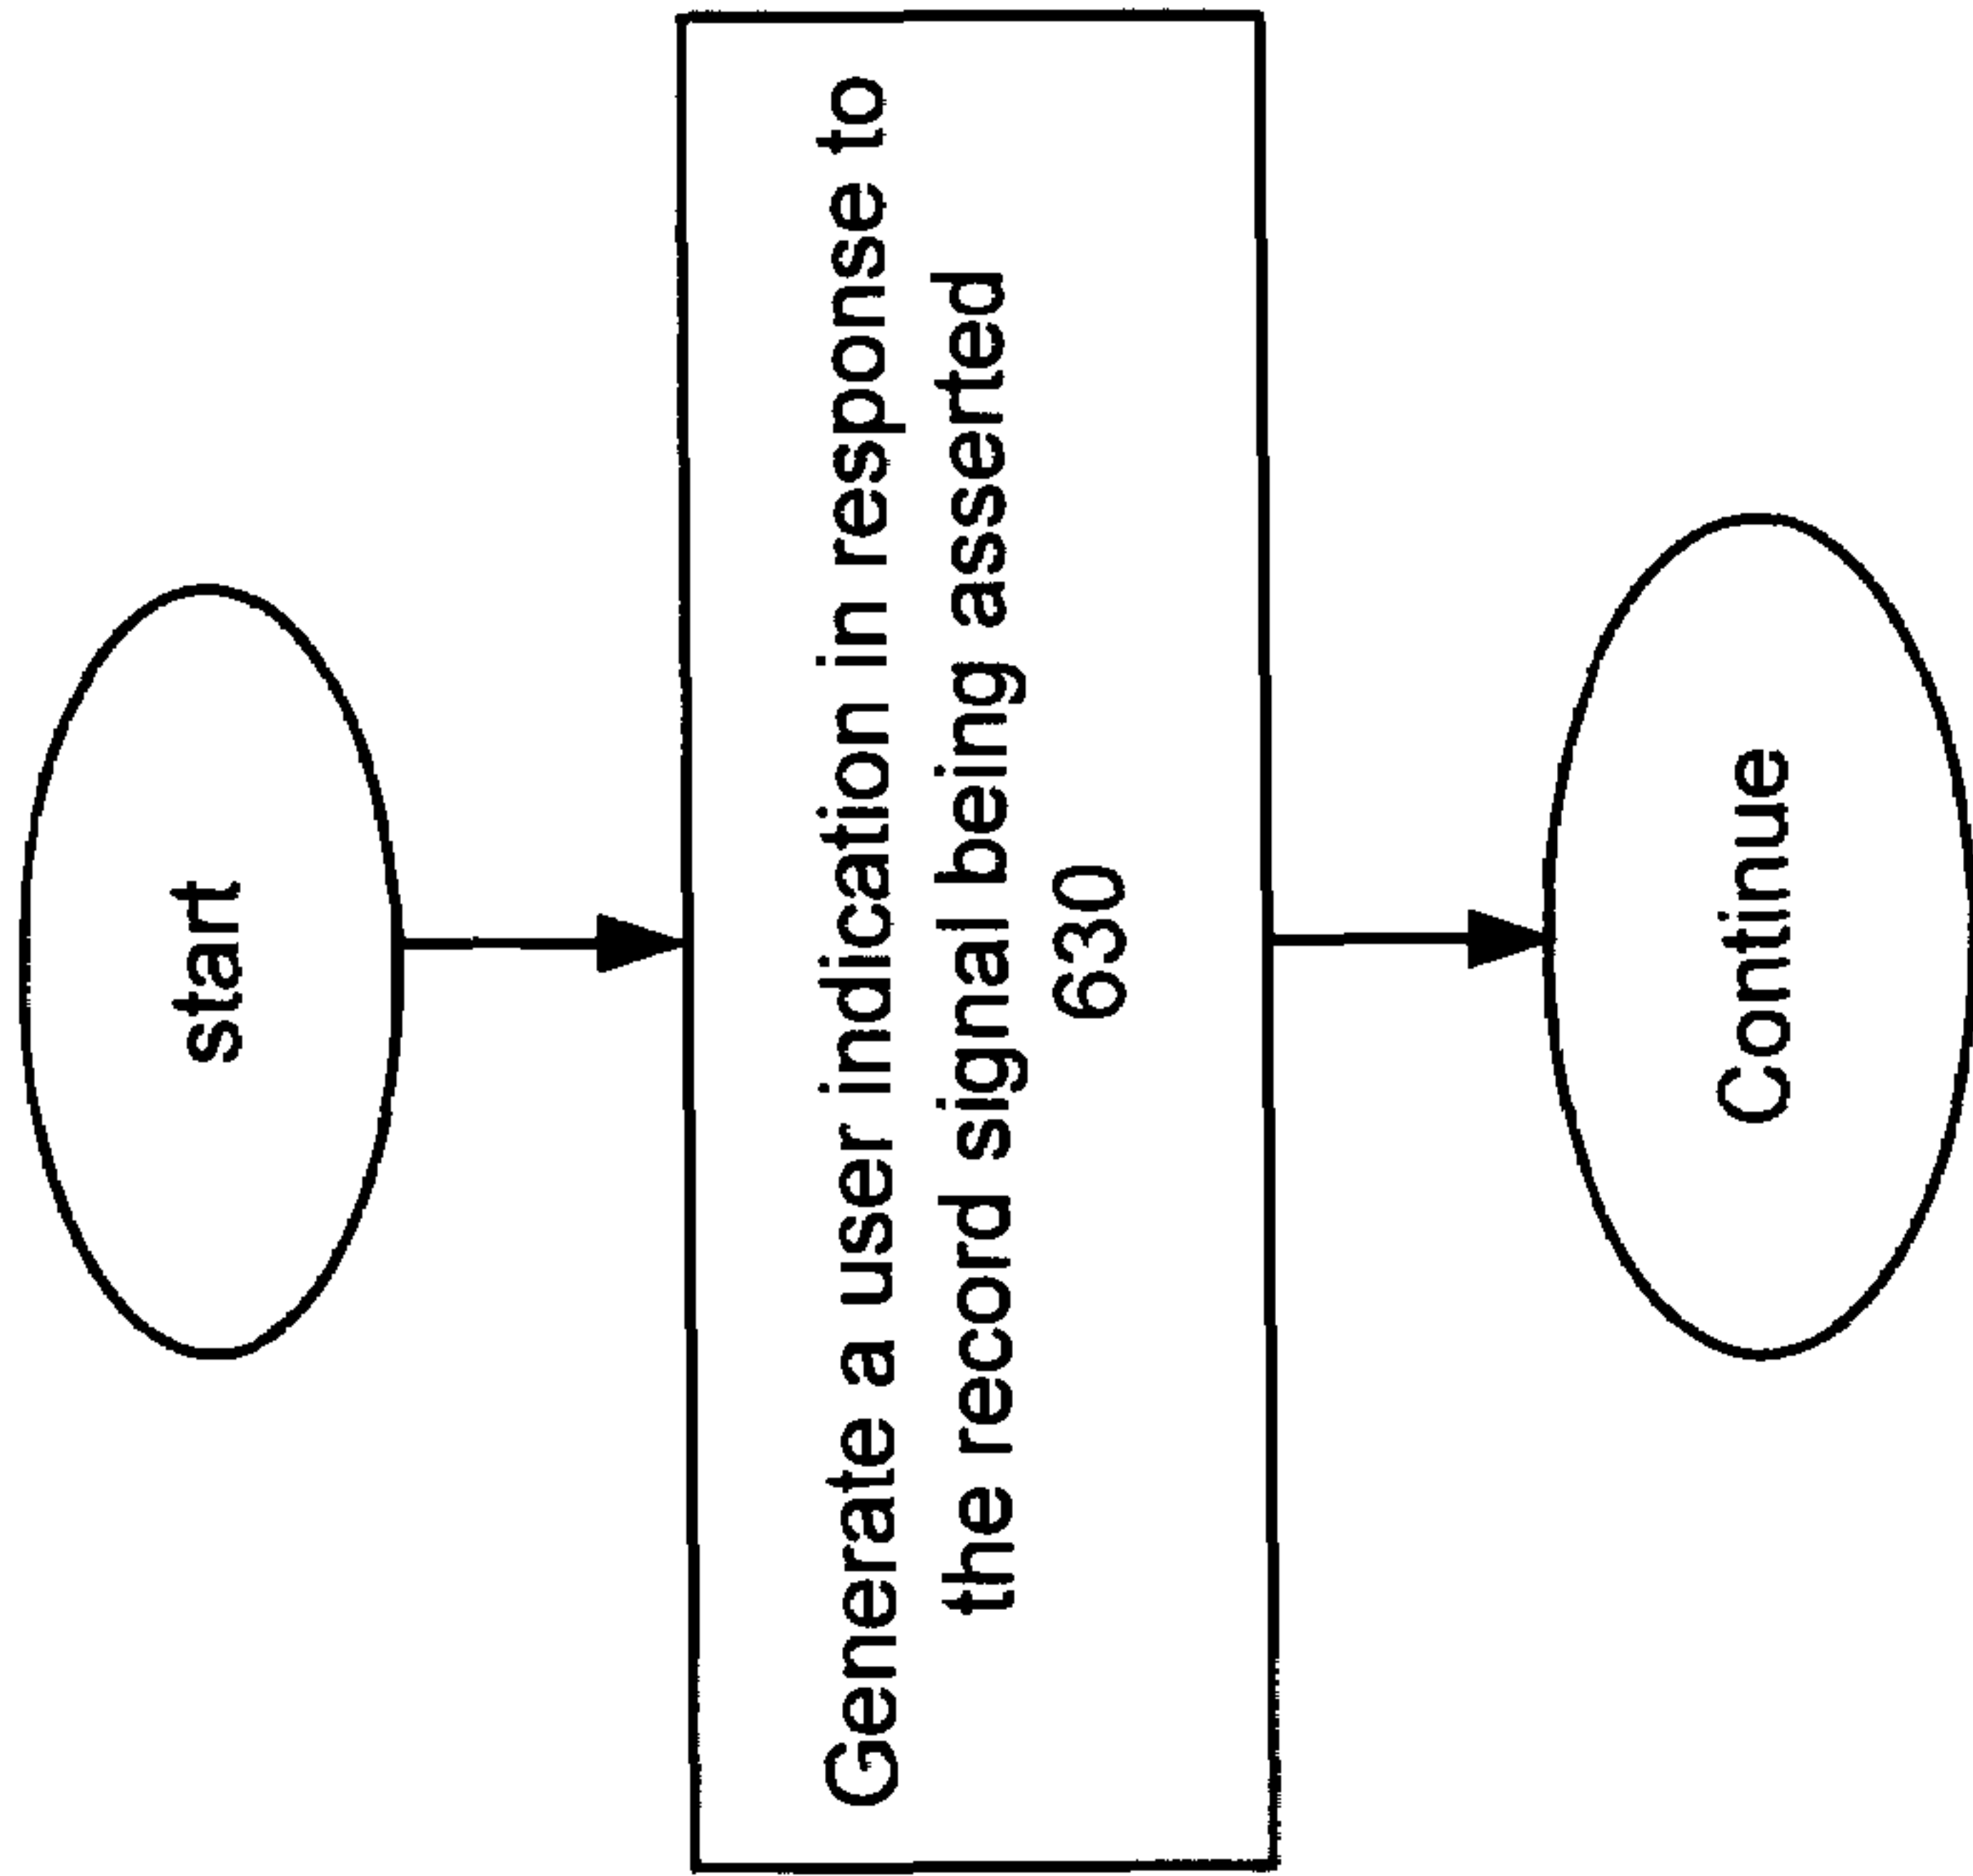 start
Generate a user indication in response to
the record signal being asserted
630
Continue